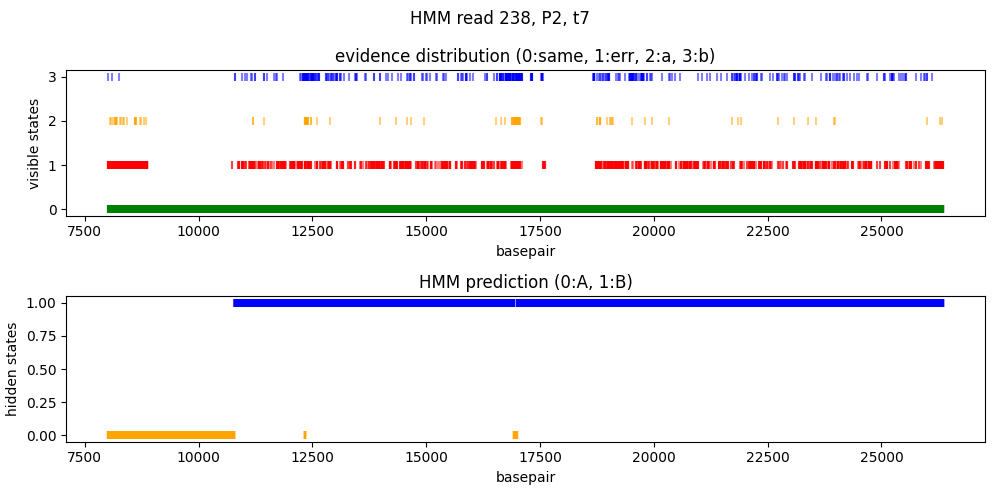 HMM read 238, P2, t7
evidence distribution (0:same, 1:err, 2:a, 3:b)
visible states
3
2
1
0
7500 10000 12500 15000 17500 20000 22500 25000
basepair
HMM prediction (0:A, 1:B)
hidden states
1.00
0.75
0.50
0.25
0.00
7500 10000 12500 15000 17500 20000 22500 25000
basepair